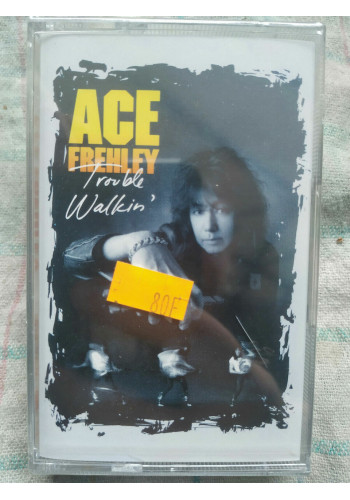 ACE
FREHLEY
Trouble
Walkin'
80F